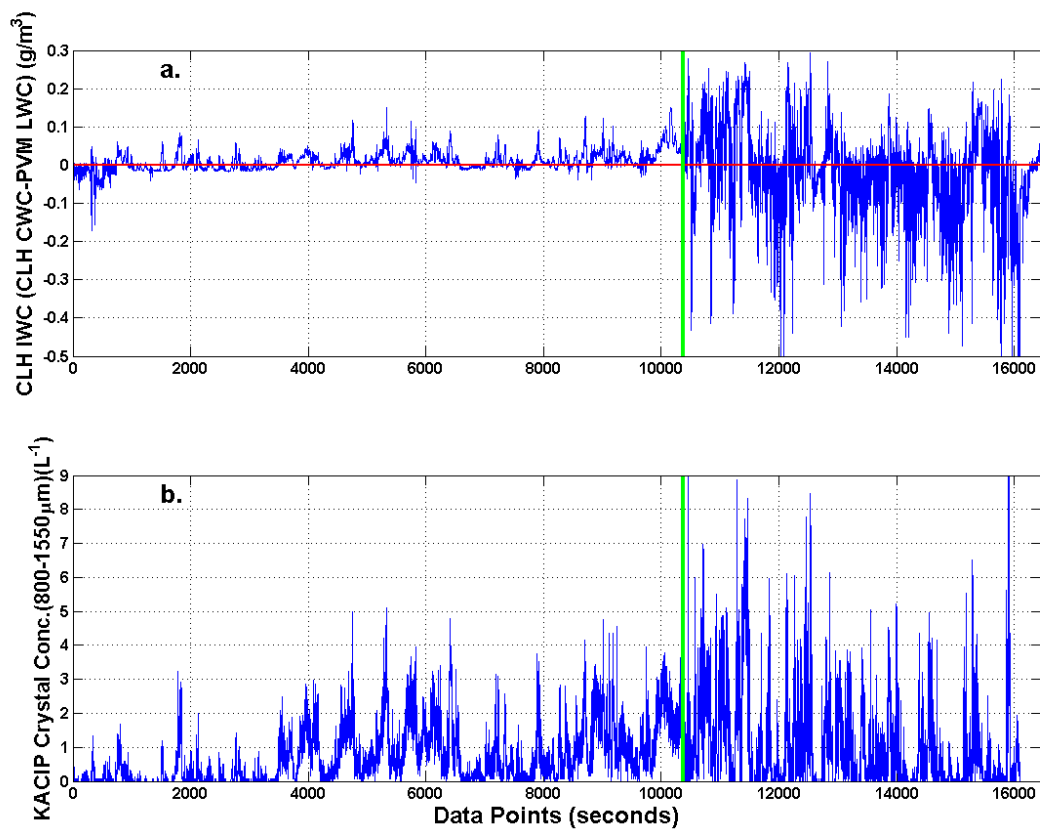 CLH IWC (CLH CWC-PVM LWC) (g/m³)
a.
0.3
0.2
0.1
0
-0.1
-0.2
-0.3
-0.4
-0.5
0 2000 4000 6000 8000 10000 12000 14000 16000
KACIP Crystal Conc.(800-1550μm)(L⁻¹)
b.
9
8
7
6
5
4
3
2
1
0
0 2000 4000 6000 8000 10000 12000 14000 16000
Data Points (seconds)